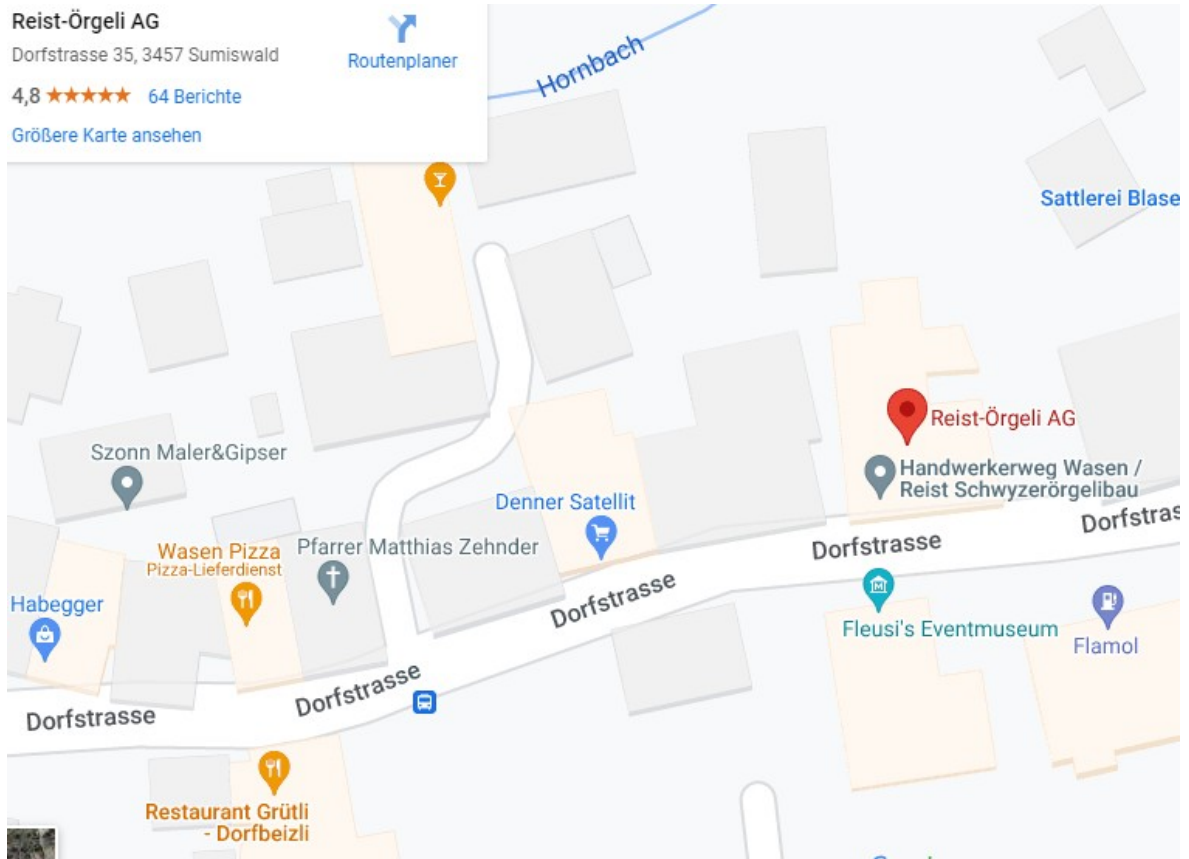 Reist-Örgeli AG
Dorfstrasse 35, 3457 Sumiswald
Routenplaner
4,8
64 Berichte
Größere Karte ansehen
Hornbach
Sattlerei Blase
Reist-Örgeli AG
Handwerkerweg Wasen /
Reist Schwyzerörgelibau
Szonn Maler&Gipser
Denner Satellit
Dorfstras
Wasen Pizza
Pizza-Lieferdienst
Pfarrer Matthias Zehnder
Dorfstrasse
Dorfstrasse
Habegger
Fleusi's Eventmuseum
Flamol
Dorfstrasse
Dorfstrasse
Restaurant Grütli
- Dorfbeizli